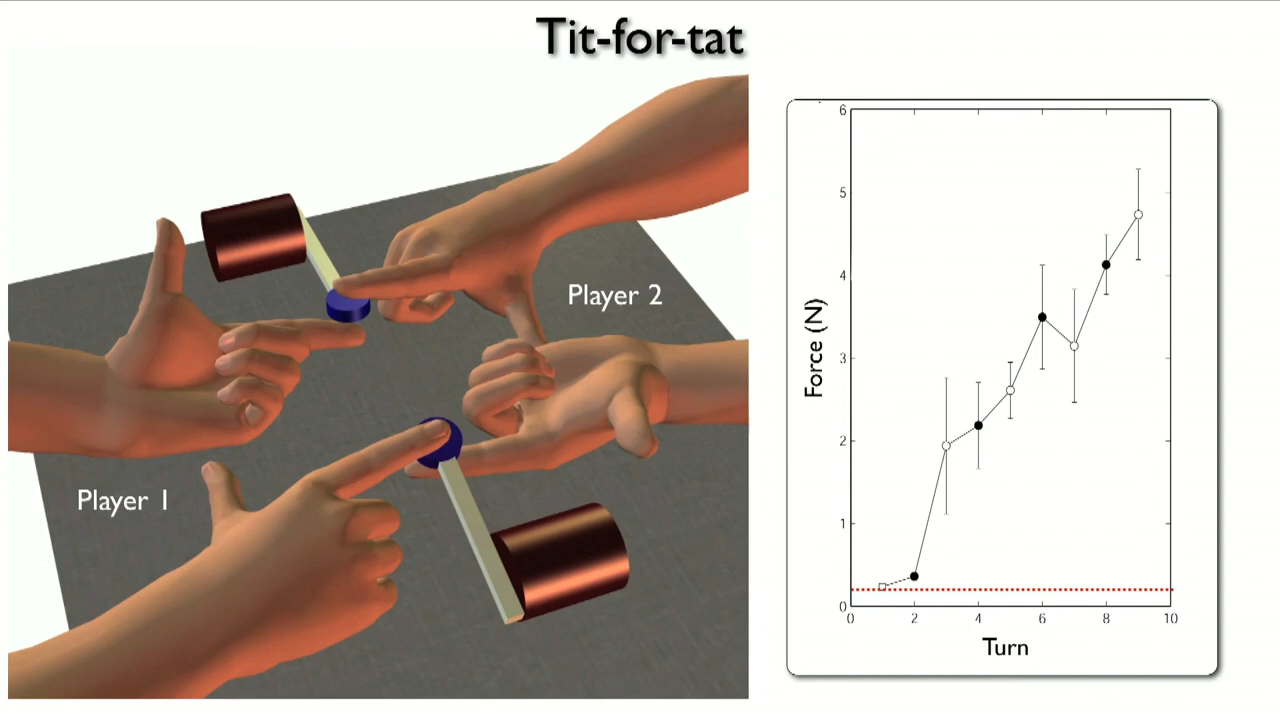 Tit-for-tat
Player 2
Player 1
Force (N)
6
5
4
3
2
1
0
0 2 4 6 8 10
Turn